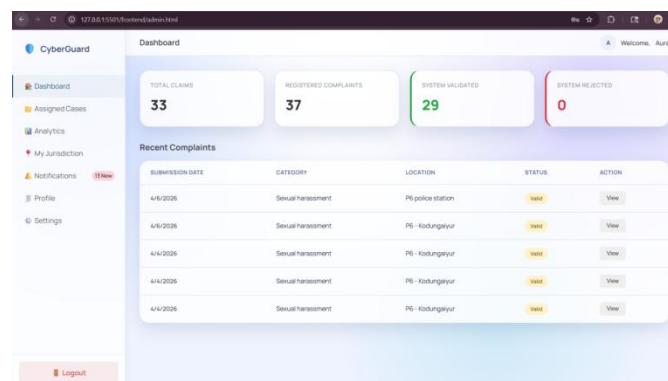 127.0.0.1:5501/frontend/admin.html
CyberGuard
Dashboard
A Welcome, Aura
Dashboard
Assigned Cases
Analytics
My Jurisdiction
Notifications 13 New
Profile
Settings
Logout
TOTAL CLAIMS REGISTERED COMPLAINTS SYSTEM VALIDATED SYSTEM REJECTED
33 37 29 0
Recent Complaints
SUBMISSION DATE CATEGORY LOCATION STATUS ACTION
4/6/2026 Sexual harassment P6 police station Valid View
4/6/2026 Sexual harassment P6 - Kodungaiyur Valid View
4/4/2026 Sexual harassment P6 - Kodungaiyur Valid View
4/4/2026 Sexual harassment P6 - Kodungaiyur Valid View
4/4/2026 Sexual harassment P6 - Kodungaiyur Valid View